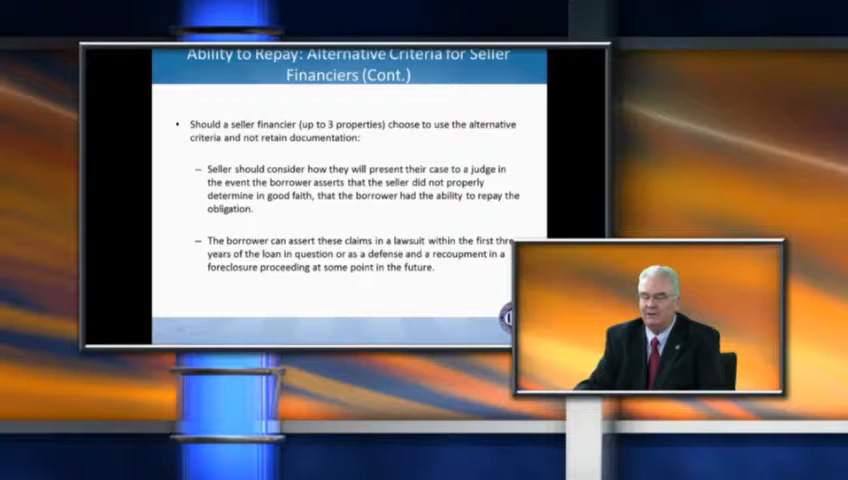 Ability to Repay: Alternative Criteria for Seller
Financiers (Cont.)
• Should a seller financier (up to 3 properties) choose to use the alternative
criteria and not retain documentation:
– Seller should consider how they will present their case to a judge in
the event the borrower asserts that the seller did not properly
determine in good faith, that the borrower had the ability to repay the
obligation.
– The borrower can assert these claims in a lawsuit within the first thre
years of the loan in question or as a defense and a recoupment in a
foreclosure proceeding at some point in the future.